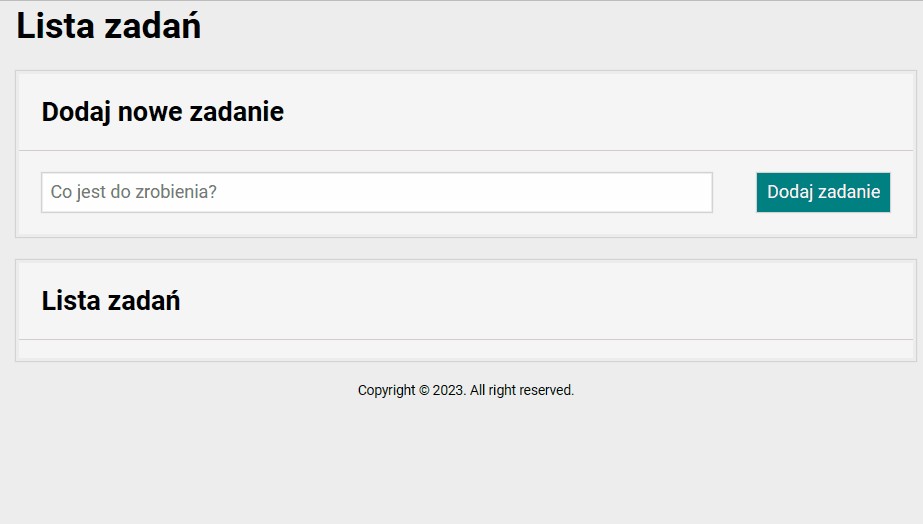 Lista zadań
Dodaj nowe zadanie
Co jest do zrobienia?
Dodaj zadanie
Lista zadań
Copyright © 2023. All right reserved.